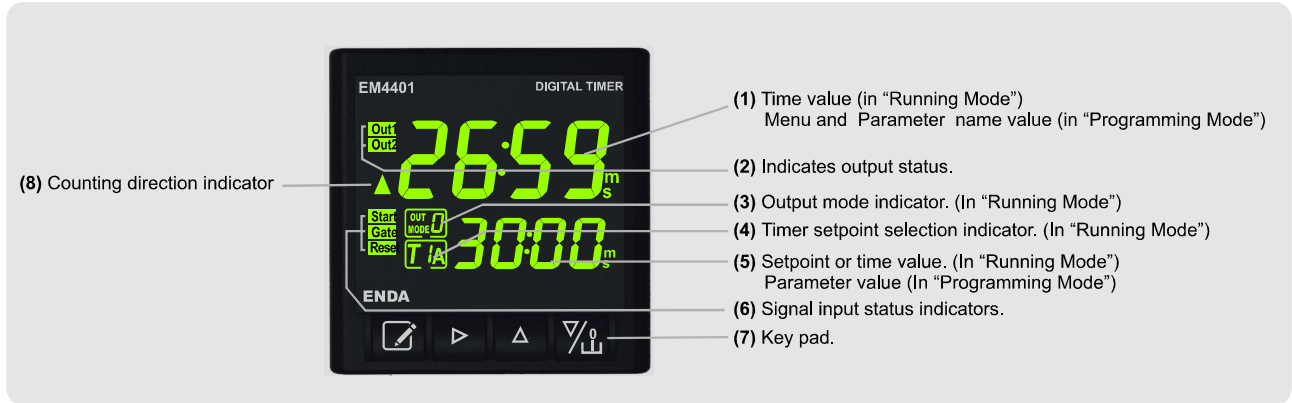 EM4401
DIGITAL TIMER
Out1
Out2
26:59
m
s
Start
Gate
Reset
OUT
MODE 0
T1A
30:00
m
s
ENDA
0
(1) Time value (in “Running Mode”)
Menu and Parameter name value (in “Programming Mode”)
(2) Indicates output status.
(3) Output mode indicator. (In “Running Mode”)
(4) Timer setpoint selection indicator. (In “Running Mode”)
(5) Setpoint or time value. (In “Running Mode”)
Parameter value (In “Programming Mode”)
(6) Signal input status indicators.
(7) Key pad.
(8) Counting direction indicator